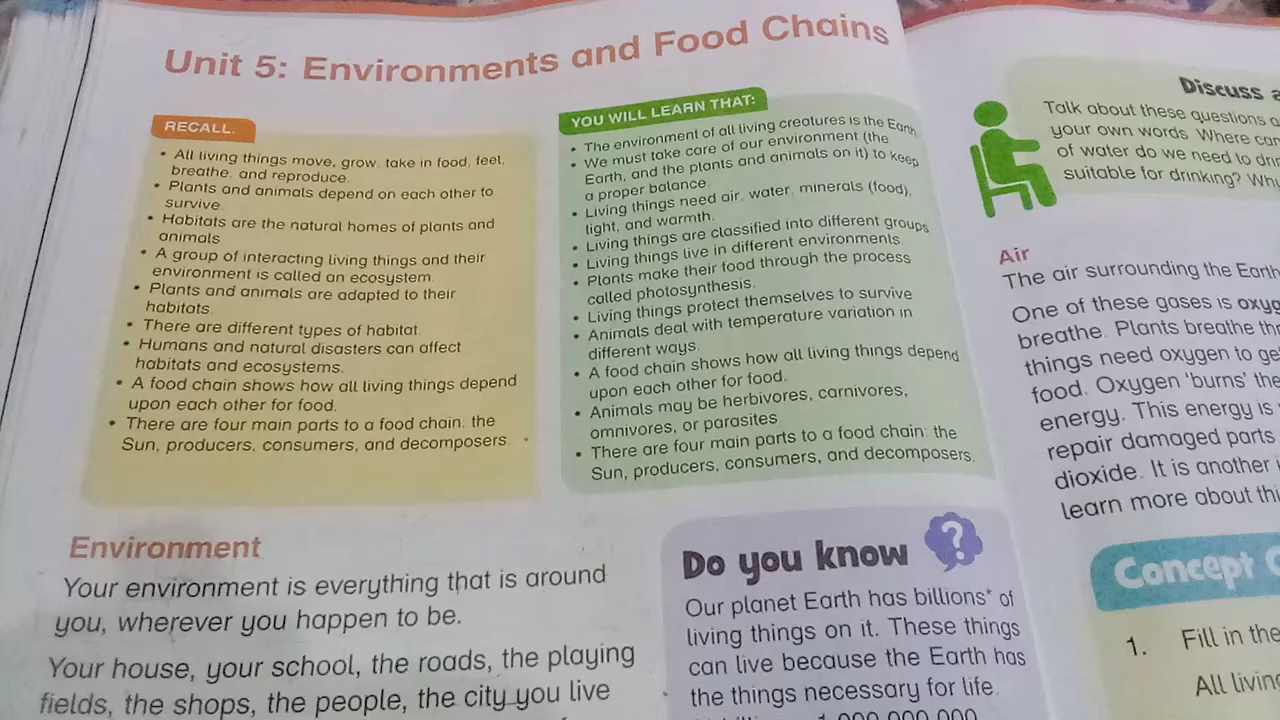 Unit 5: Environments and Food Chains
RECALL:
• All living things move, grow, take in food, feel,
breathe, and reproduce.
• Plants and animals depend on each other to
survive.
• Habitats are the natural homes of plants and
animals
• A group of interacting living things and their
environment is called an ecosystem.
• Plants and animals are adapted to their
habitats.
• There are different types of habitat.
• Humans and natural disasters can affect
habitats and ecosystems.
• A food chain shows how all living things depend
upon each other for food.
• There are four main parts to a food chain: the
Sun, producers, consumers, and decomposers.
YOU WILL LEARN THAT:
• The environment of all living creatures is the Earth
• We must take care of our environment (the
Earth, and the plants and animals on it) to keep
a proper balance.
• Living things need air, water, minerals (food),
light, and warmth.
• Living things are classified into different groups
• Living things live in different environments.
• Plants make their food through the process
called photosynthesis.
• Living things protect themselves to survive
• Animals deal with temperature variation in
different ways.
• A food chain shows how all living things depend
upon each other for food.
• Animals may be herbivores, carnivores,
omnivores, or parasites
• There are four main parts to a food chain: the
Sun, producers, consumers, and decomposers.
Environment
Your environment is everything that is around
you, wherever you happen to be.
Your house, your school, the roads, the playing
fields, the shops, the people, the city you live
Do you know
?
Our planet Earth has billions* of
living things on it. These things
can live because the Earth has
the things necessary for life.
Discuss a
Talk about these questions
your own words. Where can
of water do we need to
suitable for drinking?
Air
The air surrounding the Earth
One of these gases is
breathe. Plants breathe
things need oxygen to
food. Oxygen 'burns' the
energy. This energy is
repair damaged parts
dioxide. It is another
learn more about
Concept
1. Fill in the
All